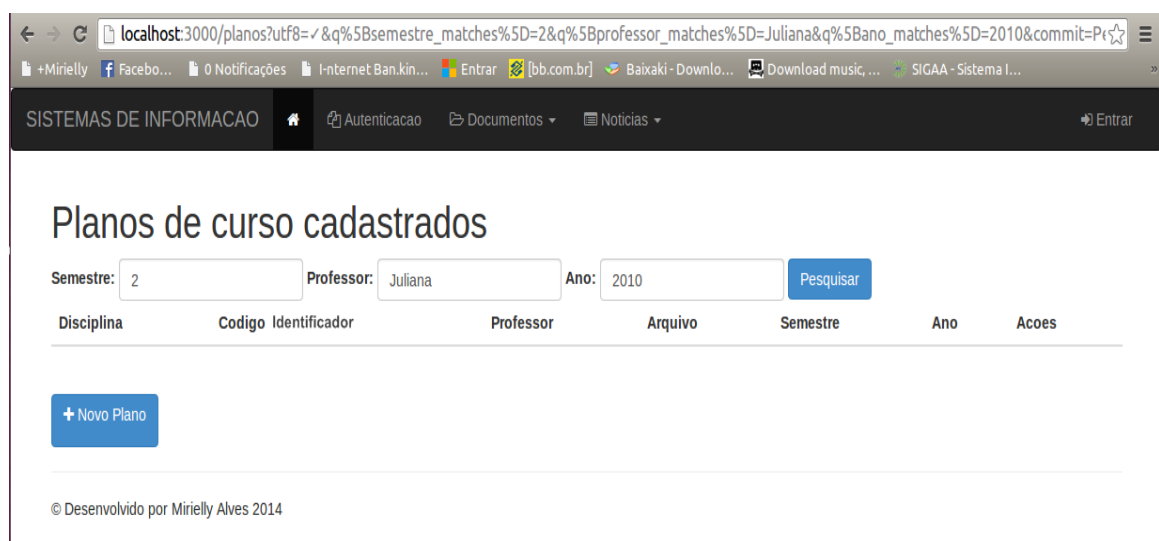 localhost:3000/planos?utf8=✓&q%5Bsemestre_matches%5D=2&q%5Bprofessor_matches%5D=Juliana&q%5Bano_matches%5D=2010&commit=Pe
+Mirielly Facebo... 0 Notificações I-nternet Ban.kin... Entrar [bb.com.br] Baixaki - Downlo... Download music, ... SIGAA - Sistema I... »
SISTEMAS DE INFORMACAO Autenticacao Documentos Noticias Entrar
Planos de curso cadastrados
Semestre: 2 Professor: Juliana Ano: 2010 Pesquisar
Disciplina Codigo Identificador Professor Arquivo Semestre Ano Acoes
+ Novo Plano
© Desenvolvido por Mirielly Alves 2014